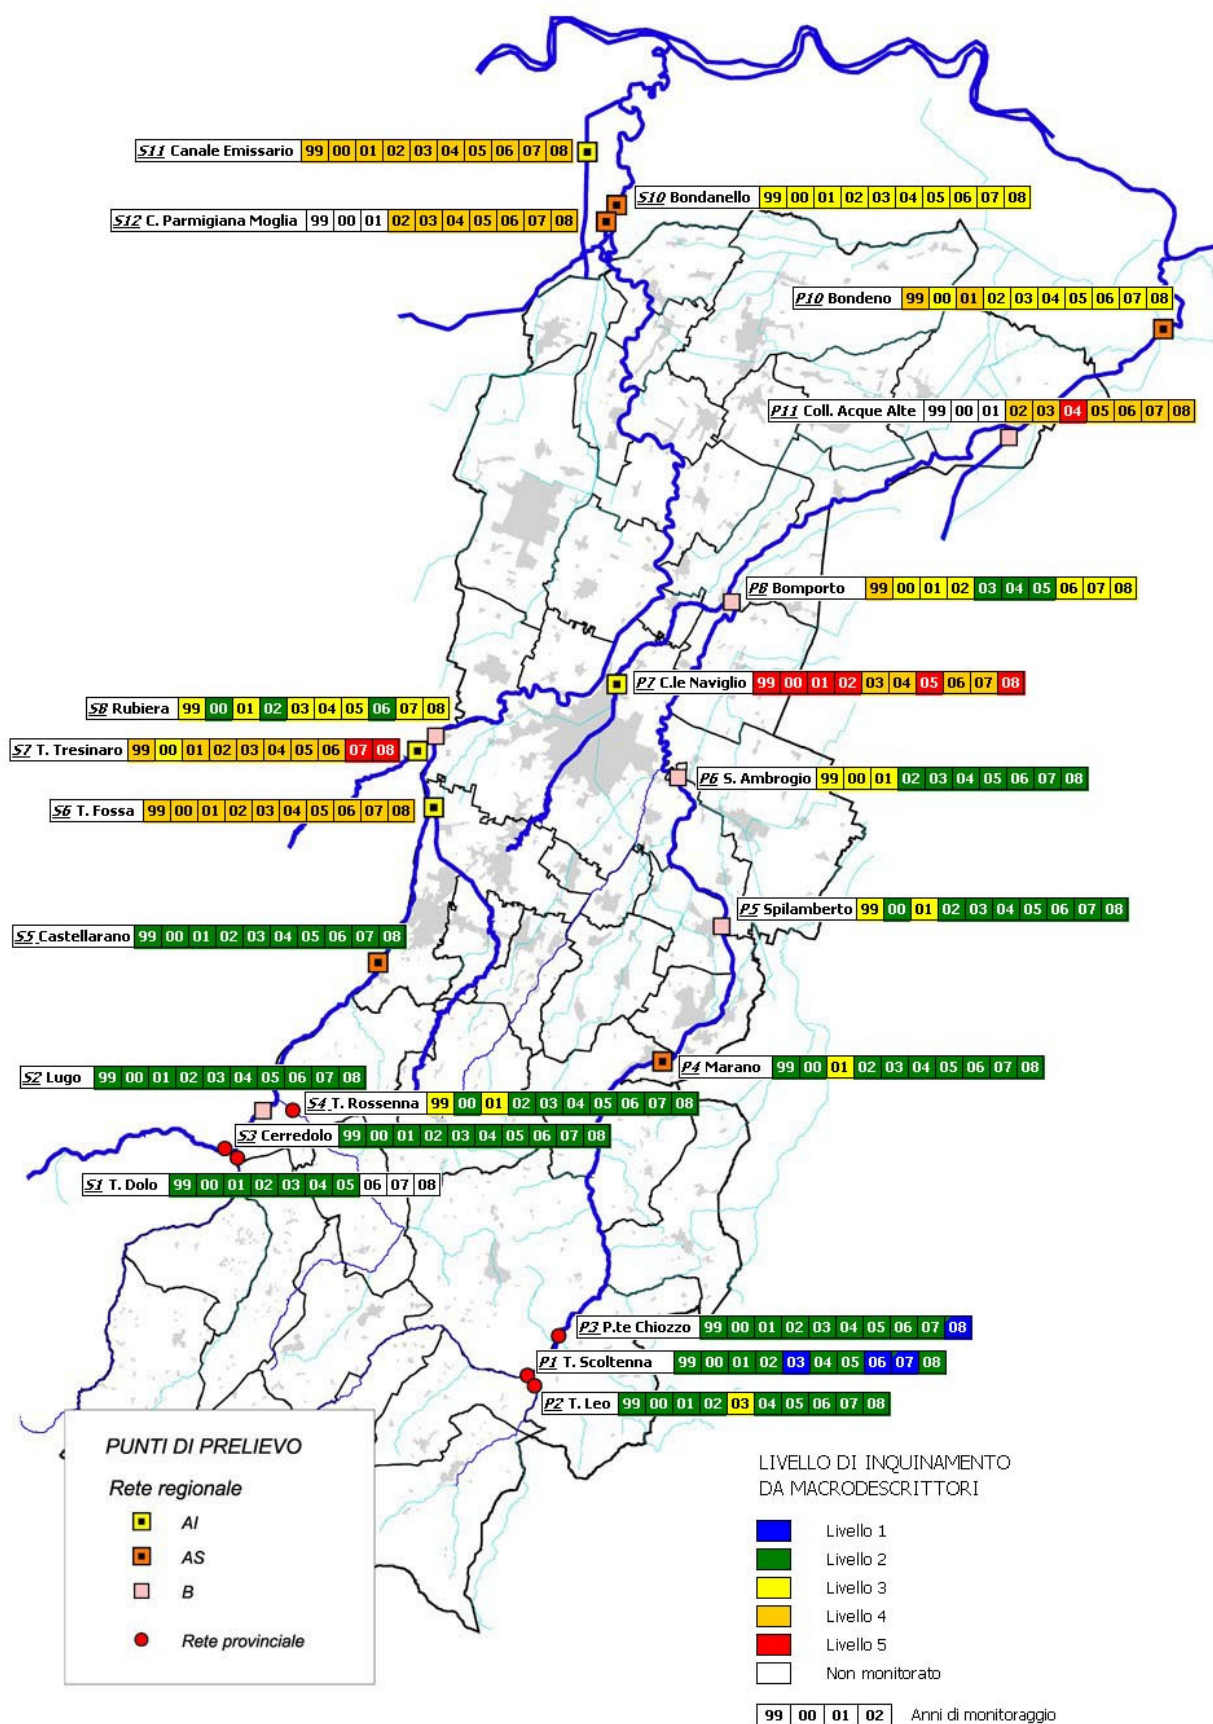 S11 Canale Emissario 99 00 01 02 03 04 05 06 07 08
S10 Bondanello 99 00 01 02 03 04 05 06 07 08
S12 C. Parmigiana Moglia 99 00 01 02 03 04 05 06 07 08
P10 Bondeno 99 00 01 02 03 04 05 06 07 08
P11 Coll. Acque Alte 99 00 01 02 03 04 05 06 07 08
P8 Bomporto 99 00 01 02 03 04 05 06 07 08
P7 C.le Naviglio 99 00 01 02 03 04 05 06 07 08
S8 Rubiera 99 00 01 02 03 04 05 06 07 08
S7 T. Tresinaro 99 00 01 02 03 04 05 06 07 08
P6 S. Ambrogio 99 00 01 02 03 04 05 06 07 08
S6 T. Fossa 99 00 01 02 03 04 05 06 07 08
P5 Spilamberto 99 00 01 02 03 04 05 06 07 08
S5 Castellarano 99 00 01 02 03 04 05 06 07 08
P4 Marano 99 00 01 02 03 04 05 06 07 08
S2 Lugo 99 00 01 02 03 04 05 06 07 08
S4 T. Rossenna 99 00 01 02 03 04 05 06 07 08
S3 Cerredolo 99 00 01 02 03 04 05 06 07 08
S1 T. Dolo 99 00 01 02 03 04 05 06 07 08
P3 P.te Chiozzo 99 00 01 02 03 04 05 06 07 08
P1 T. Scoltenna 99 00 01 02 03 04 05 06 07 08
P2 T. Leo 99 00 01 02 03 04 05 06 07 08
PUNTI DI PRELIEVO
Rete regionale
AI
AS
B
Rete provinciale
LIVELLO DI INQUINAMENTO
DA MACRODESCRITTORI
Livello 1
Livello 2
Livello 3
Livello 4
Livello 5
Non monitorato
99 00 01 02 Anni di monitoraggio